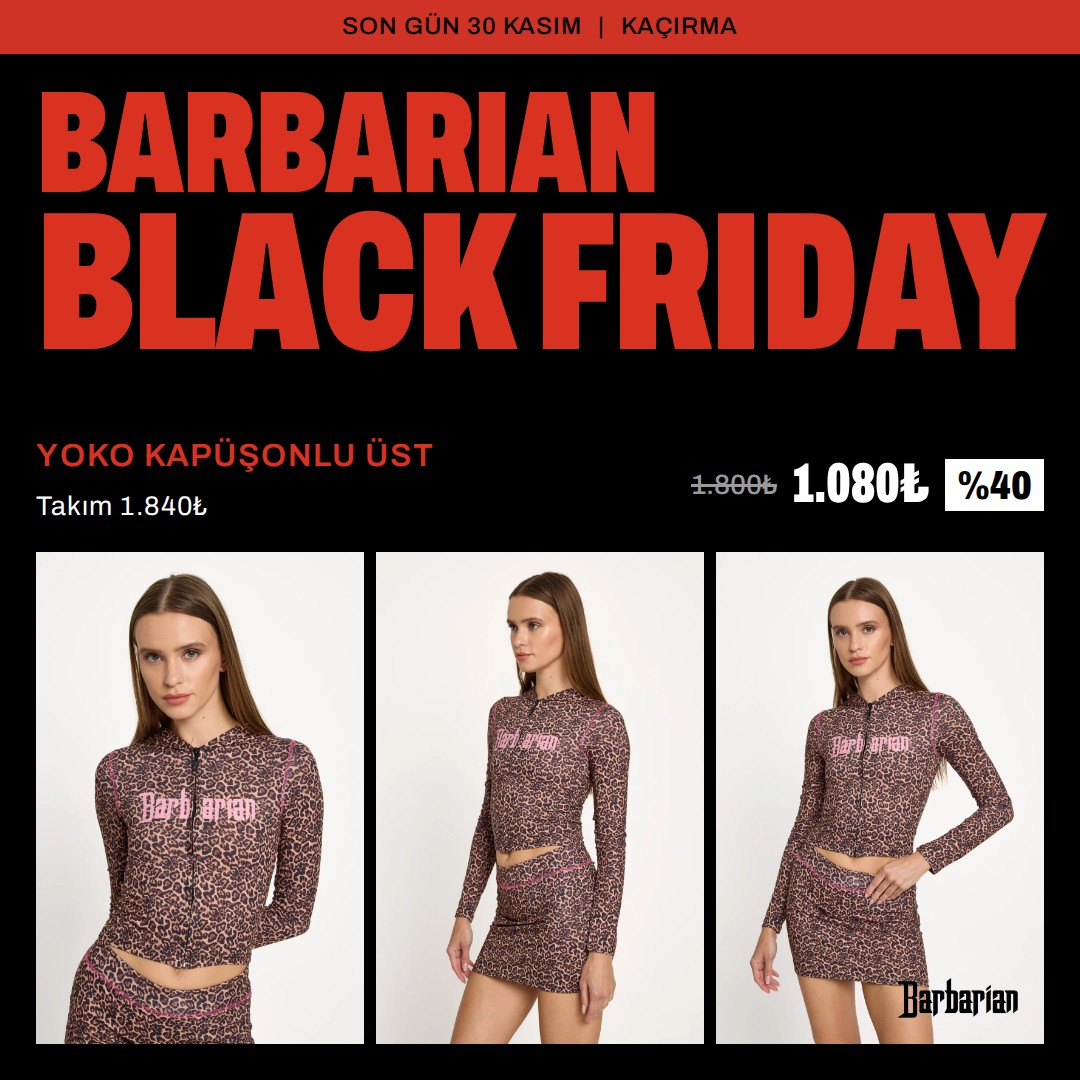 SON GÜN 30 KASIM | KAÇIRMA
BARBARIAN
BLACK FRIDAY
YOKO KAPÜŞONLU ÜST
Takım 1.840₺
1.800₺ 1.080₺ %40
Barbarian
Barbarian
Barbarian
Barbarian